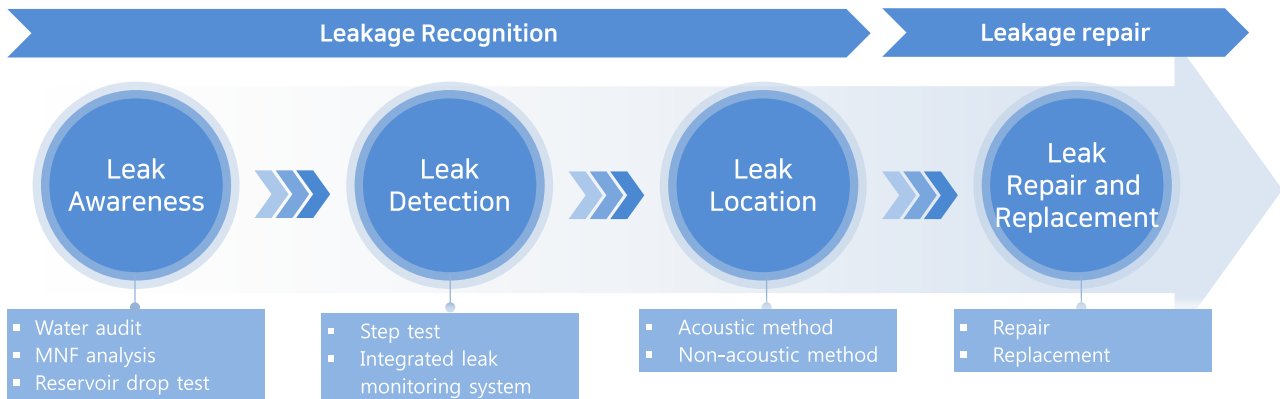 Leakage Recognition
Leakage repair
Leak
Awareness
Leak
Detection
Leak
Location
Leak
Repair and
Replacement
▪ Water audit
▪ MNF analysis
▪ Reservoir drop test
▪ Step test
▪ Integrated leak
monitoring system
▪ Acoustic method
▪ Non-acoustic method
▪ Repair
▪ Replacement